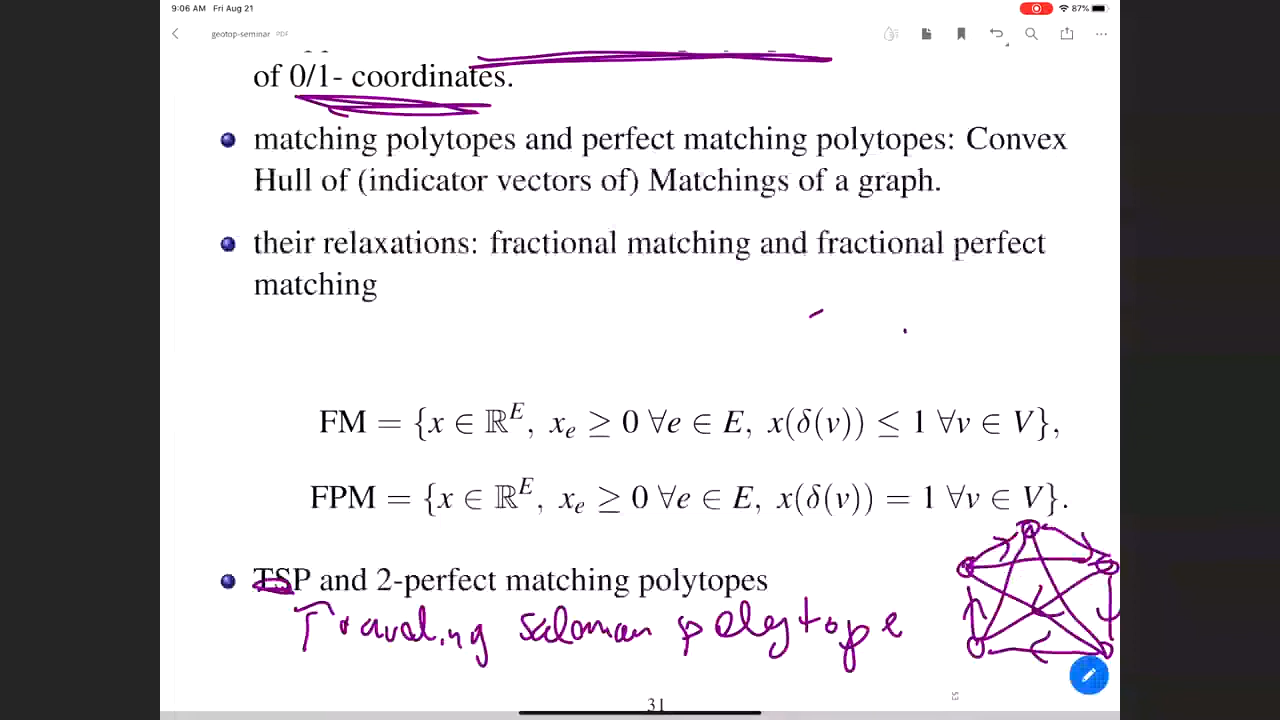 9:06 AM Fri Aug 21
87%
geotop-seminar PDF
of 0/1- coordinates.
matching polytopes and perfect matching polytopes: Convex
Hull of (indicator vectors of) Matchings of a graph.
their relaxations: fractional matching and fractional perfect
matching
FM = {x ∈ ℝ^E, x_e ≥ 0 ∀e ∈ E, x(δ(v)) ≤ 1 ∀v ∈ V},
FPM = {x ∈ ℝ^E, x_e ≥ 0 ∀e ∈ E, x(δ(v)) = 1 ∀v ∈ V}.
TSP and 2-perfect matching polytopes
Traveling salesman polytope
31